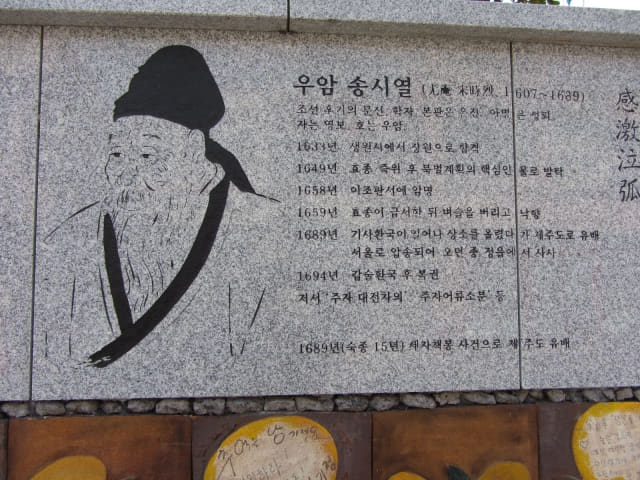 우암 송시열 (尤庵 宋時烈. 1607~1689)
조선 후기의 문신. 학자. 본관은 은진. 아명은 성뢰.
자는 영보. 호는 우암.
1633년 생원시에서 장원으로 합격
1649년 효종 즉위 후 북벌계획의 핵심인물로 발탁
1658년 이조판서에 임명
1659년 효종이 급서한 뒤 벼슬을 버리고 낙향
1689년 기사환국이 일어나 상소를 올렸다가 제주도로 유배
서울로 압송되어 오던 중 정읍에서 사사
1694년 갑술환국 후 복권
저서 '주자 대전차의' '주자어류소분' 등
1689년(숙종 15년) 세자책봉 사건으로 제주도 유배
感激泣孤
추억은